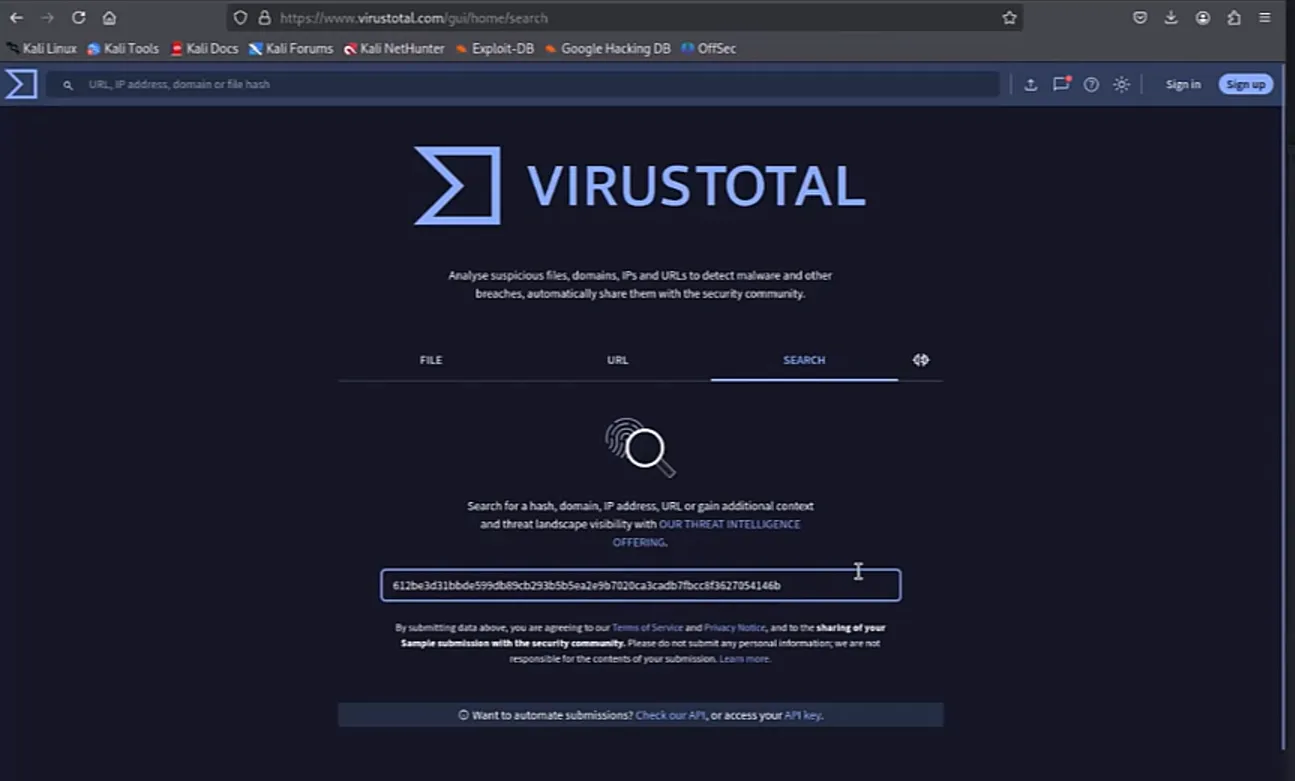 https://www.virustotal.com/gui/home/search
Kali Linux Kali Tools Kali Docs Kali Forums Kali NetHunter Exploit-DB Google Hacking DB OffSec
URL, IP address, domain or file hash Sign in Sign up
VIRUSTOTAL
Analyse suspicious files, domains, IPs and URLs to detect malware and other
breaches, automatically share them with the security community.
FILE URL SEARCH
Search for a hash, domain, IP address, URL or gain additional context
and threat landscape visibility with OUR THREAT INTELLIGENCE
OFFERING.
612be3d31bbde599db89cb293b5b5ea2e9b7020ca3cadb7fbcc8f3627054146b
By submitting data above, you are agreeing to our Terms of Service and Privacy Notice, and to the sharing of your
Sample submission with the security community. Please do not submit any personal information; we are not
responsible for the contents of your submission. Learn more.
Want to automate submissions? Check our API, or access your API key.